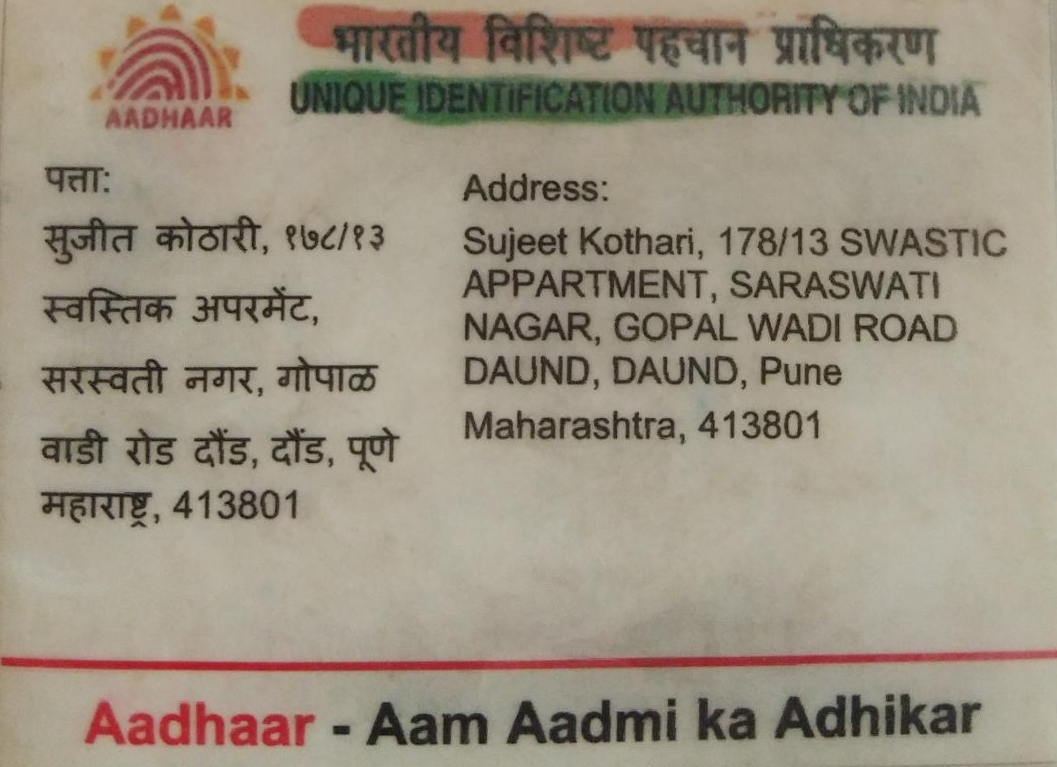 भारतीय विशिष्ट पहचान प्राधिकरण
UNIQUE IDENTIFICATION AUTHORITY OF INDIA
AADHAAR
पत्ता:
सुजीत कोठारी, १७८/१३
स्वस्तिक अपरमेंट,
सरस्वती नगर, गोपाळ
वाडी रोड दौंड, दौंड, पूणे
महाराष्ट्र, 413801
Address:
Sujeet Kothari, 178/13 SWASTIC
APPARTMENT, SARASWATI
NAGAR, GOPAL WADI ROAD
DAUND, DAUND, Pune
Maharashtra, 413801
Aadhaar - Aam Aadmi ka Adhikar